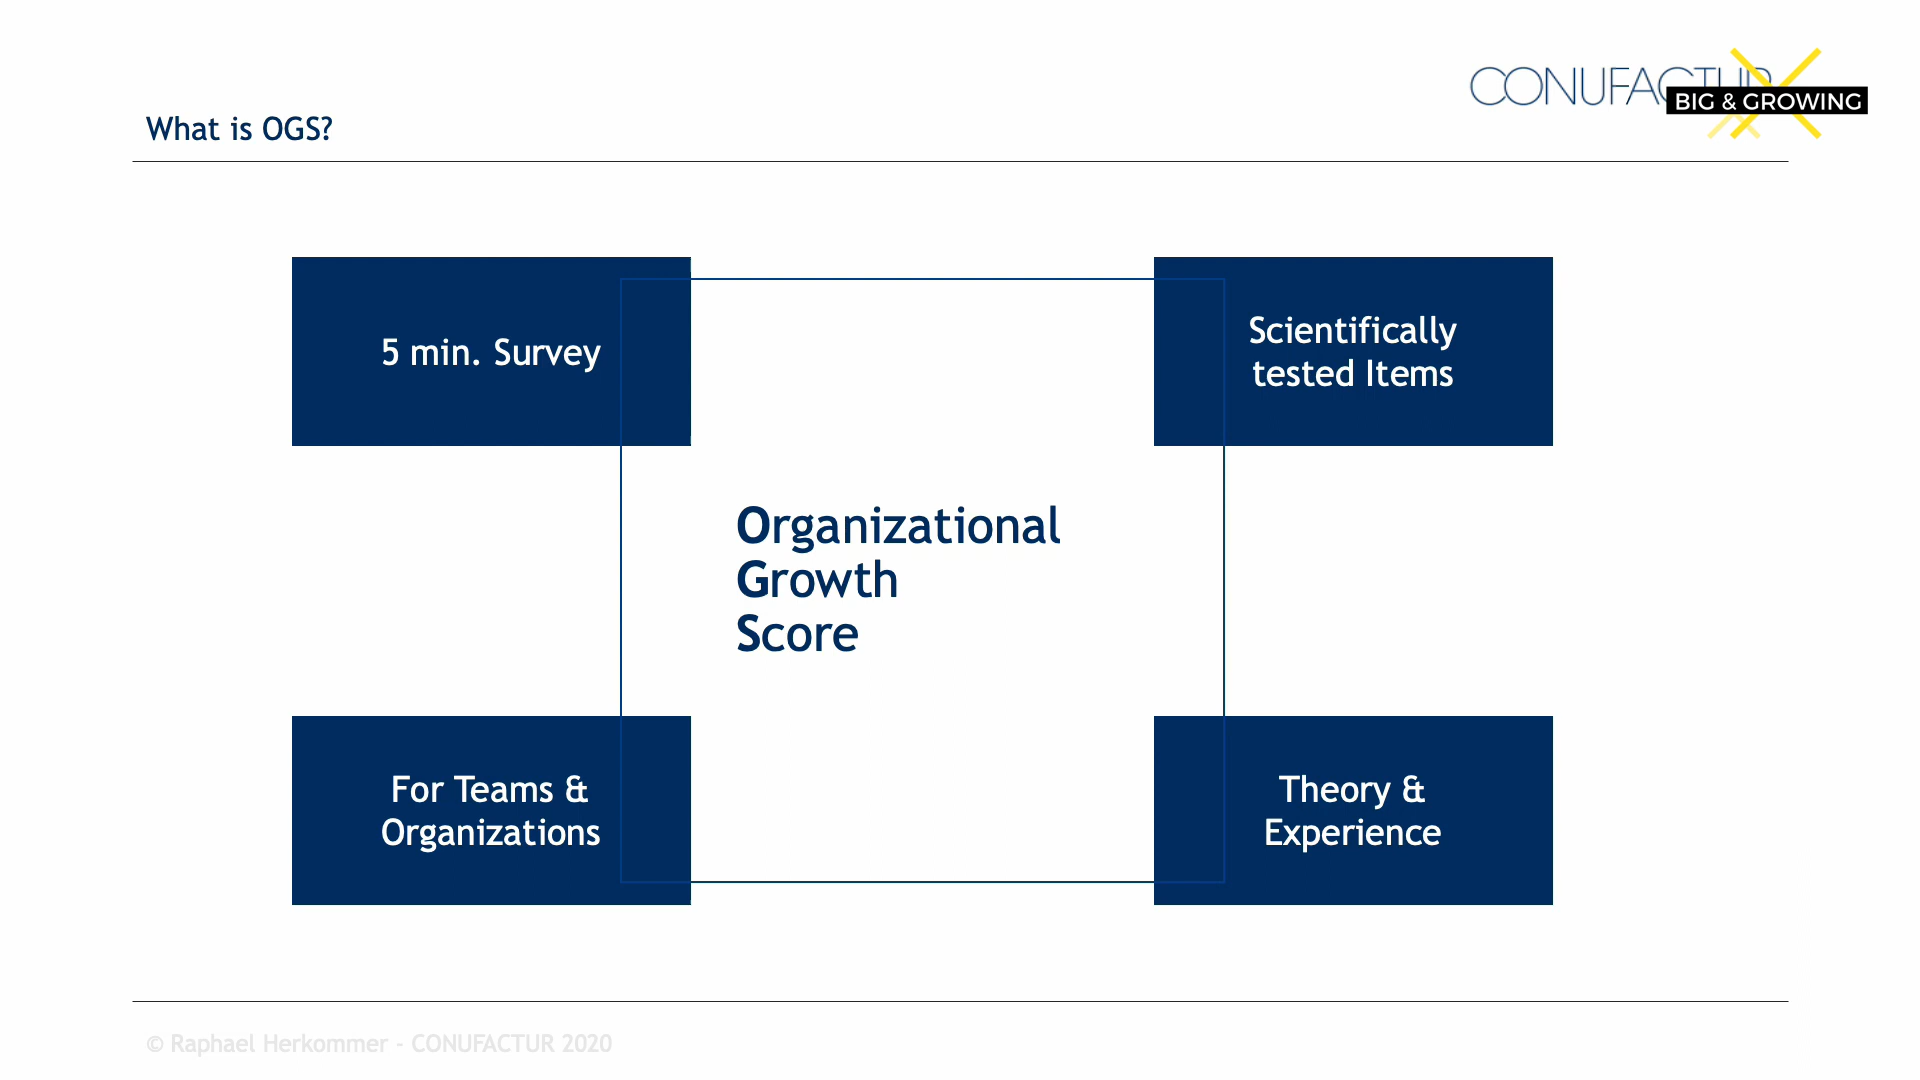 CONUFACTUR
BIG & GROWING
What is OGS?
5 min. Survey
Scientifically
tested Items
Organizational
Growth
Score
For Teams &
Organizations
Theory &
Experience
© Raphael Herkommer - CONUFACTUR 2020